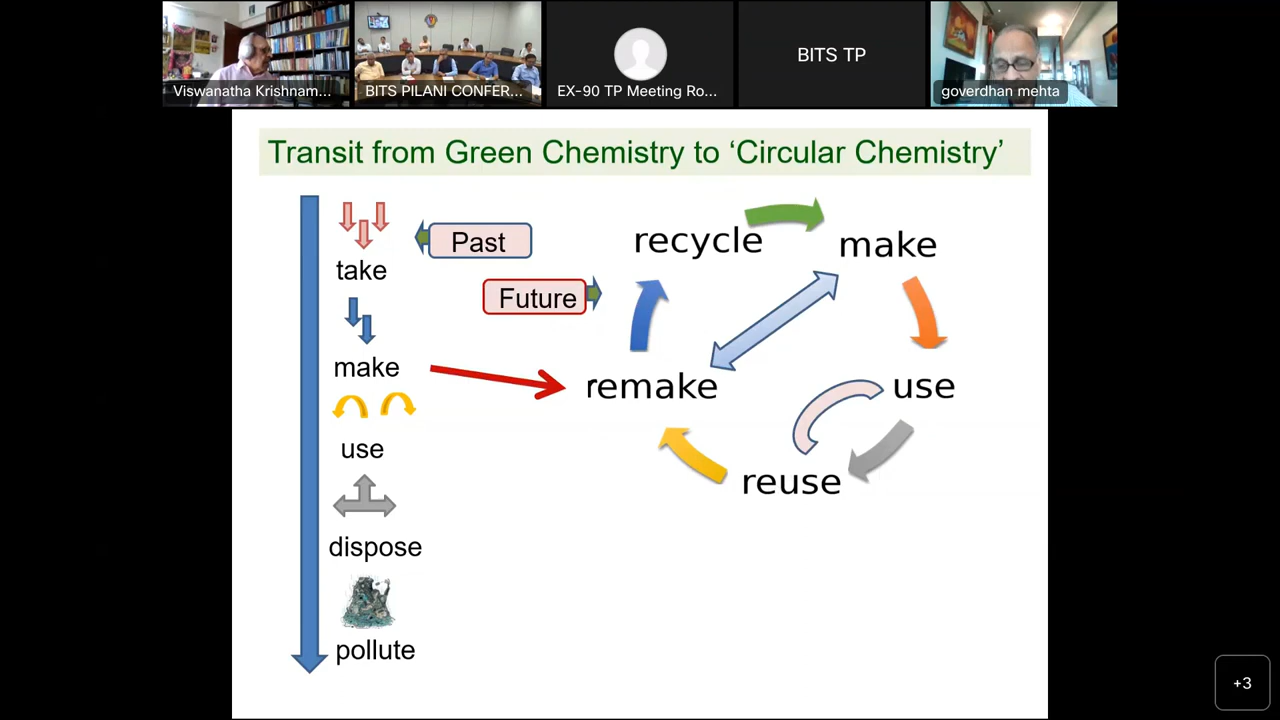 Viswanatha Krishnam...
BITS PILANI CONFER...
EX-90 TP Meeting Ro...
BITS TP
goverdhan mehta
Transit from Green Chemistry to ‘Circular Chemistry’
take
make
use
dispose
pollute
Past
Future
recycle
make
remake
use
reuse
+3